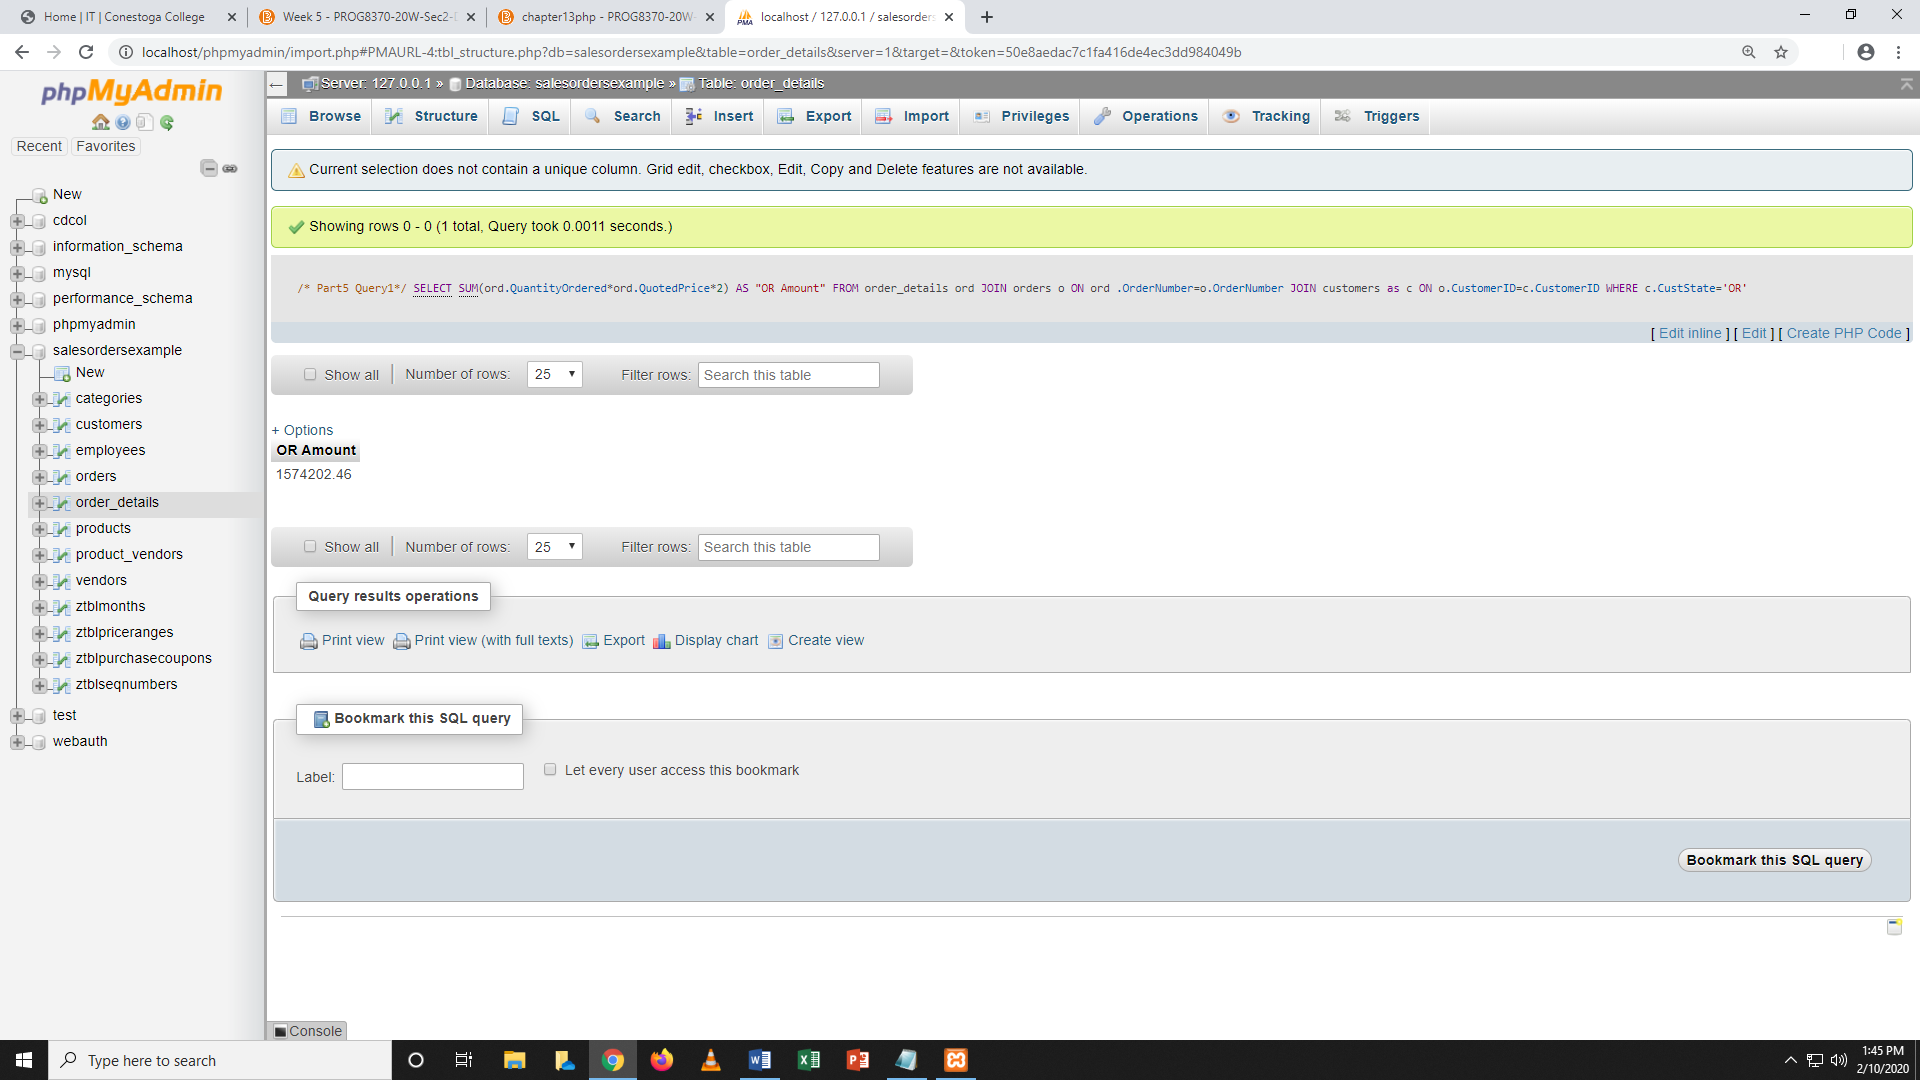 Home | IT | Conestoga College
Week 5 - PROG8370-20W-Sec2-
chapter13php - PROG8370-20W-
localhost / 127.0.0.1 / salesorders
localhost/phpmyadmin/import.php#PMAURL-4:tbl_structure.php?db=salesordersexample&table=order_details&server=1&target=&token=50e8aedac7c1fa416de4ec3dd984049b
phpMyAdmin
Recent Favorites
New
cdcol
information_schema
mysql
performance_schema
phpmyadmin
salesordersexample
New
categories
customers
employees
orders
order_details
products
product_vendors
vendors
ztblmonths
ztblpriceranges
ztblpurchasecoupons
ztblseqnumbers
test
webauth
Server: 127.0.0.1 » Database: salesordersexample » Table: order_details
Browse Structure SQL Search Insert Export Import Privileges Operations Tracking Triggers
Current selection does not contain a unique column. Grid edit, checkbox, Edit, Copy and Delete features are not available.
Showing rows 0 - 0 (1 total, Query took 0.0011 seconds.)
/* Part5 Query1*/ SELECT SUM(ord.QuantityOrdered*ord.QuotedPrice*2) AS "OR Amount" FROM order_details ord JOIN orders o ON ord .OrderNumber=o.OrderNumber JOIN customers as c ON o.CustomerID=c.CustomerID WHERE c.CustState='OR'
[ Edit inline ] [ Edit ] [ Create PHP Code ]
Show all Number of rows: 25 Filter rows: Search this table
+ Options
OR Amount
1574202.46
Show all Number of rows: 25 Filter rows: Search this table
Query results operations
Print view Print view (with full texts) Export Display chart Create view
Bookmark this SQL query
Label: Let every user access this bookmark
Bookmark this SQL query
Console
Type here to search
1:45 PM
2/10/2020